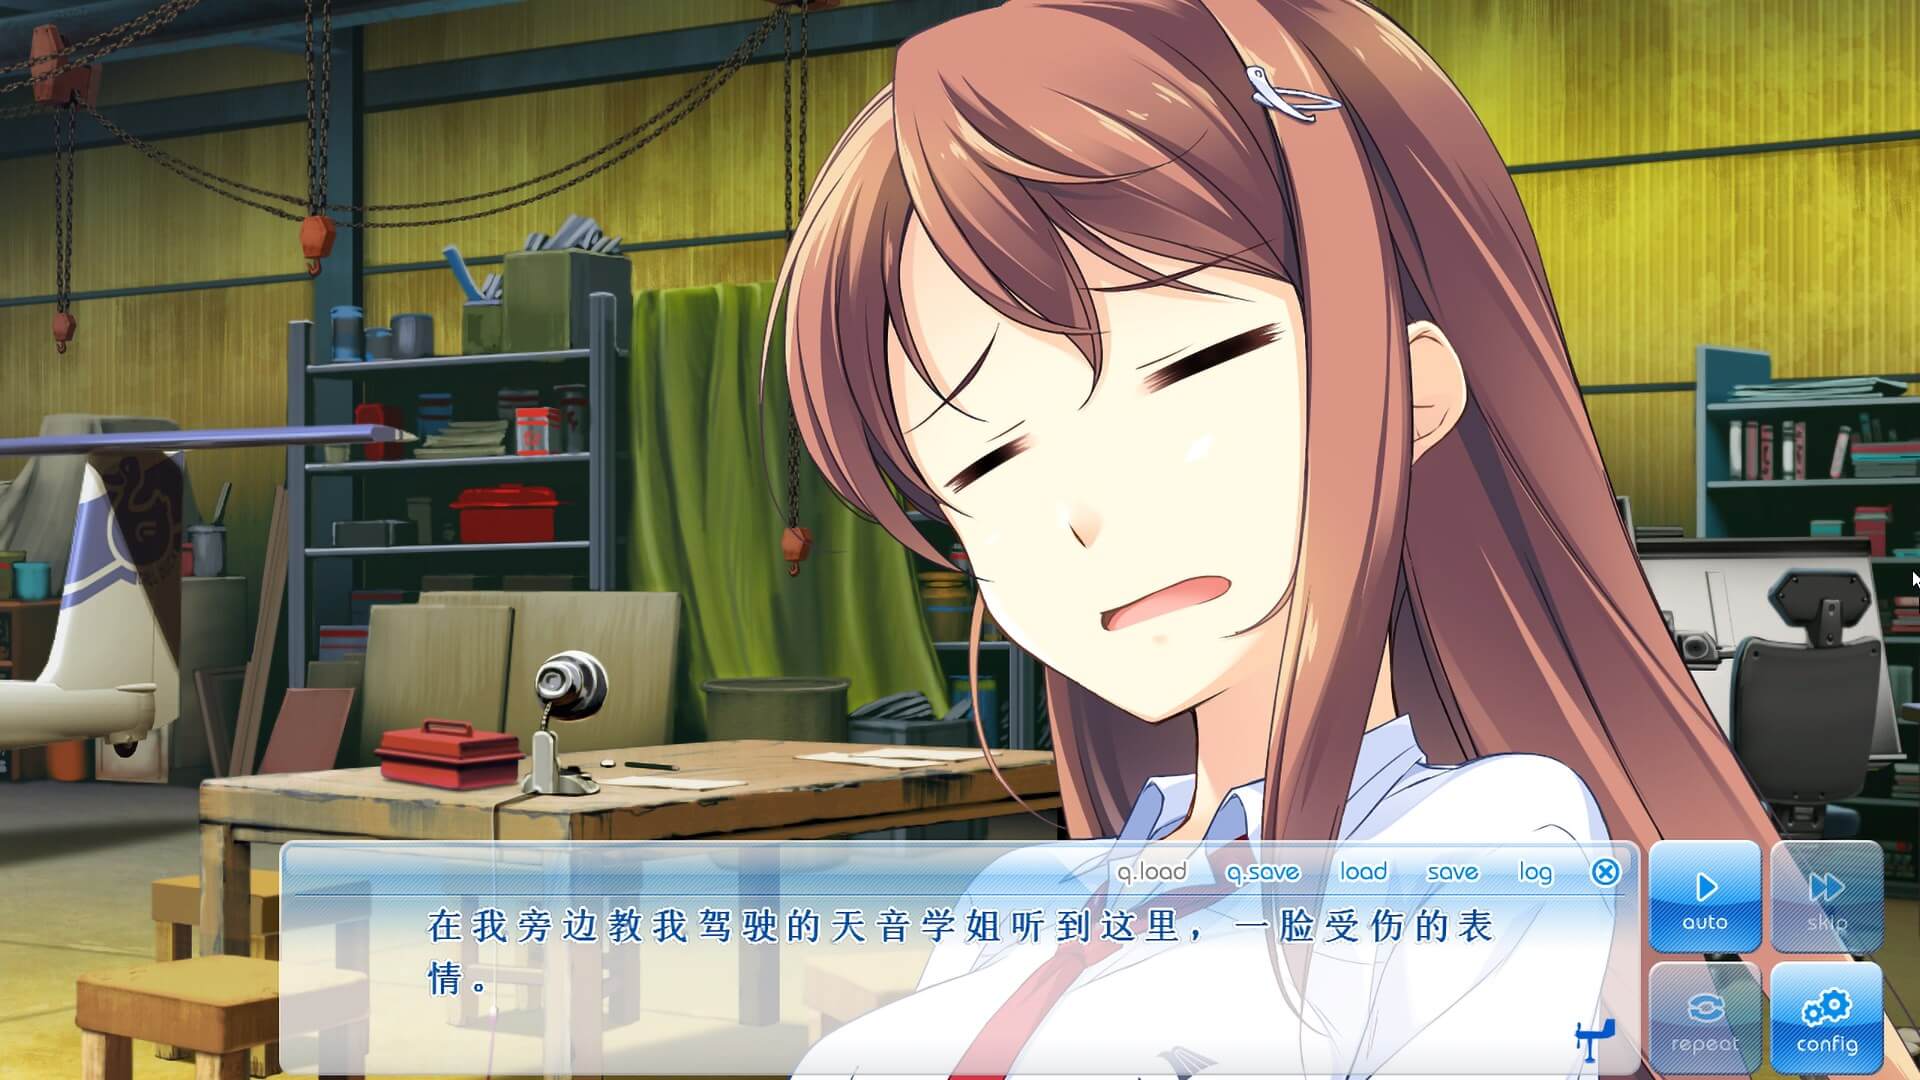 q.load q.save load save log
在我旁边教我驾驶的天音学姐听到这里，一脸受伤的表
情。
auto skip
repeat config